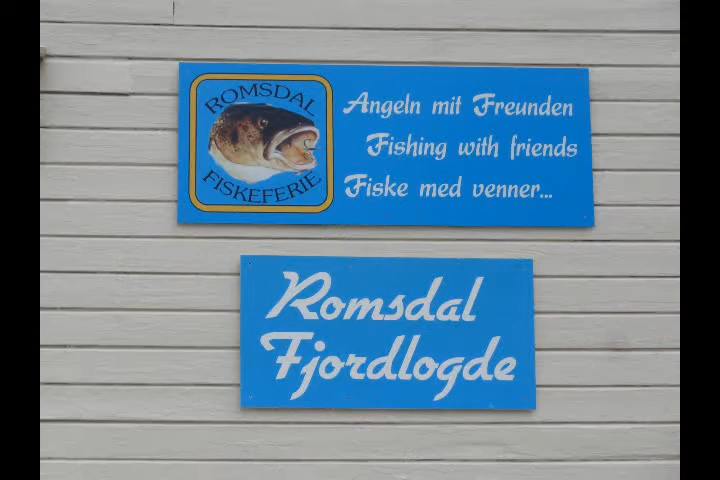 ROMSDAL
FISKEFERIE
Angeln mit Freunden
Fishing with friends
Fiske med venner...
Romsdal
Fjordlogde